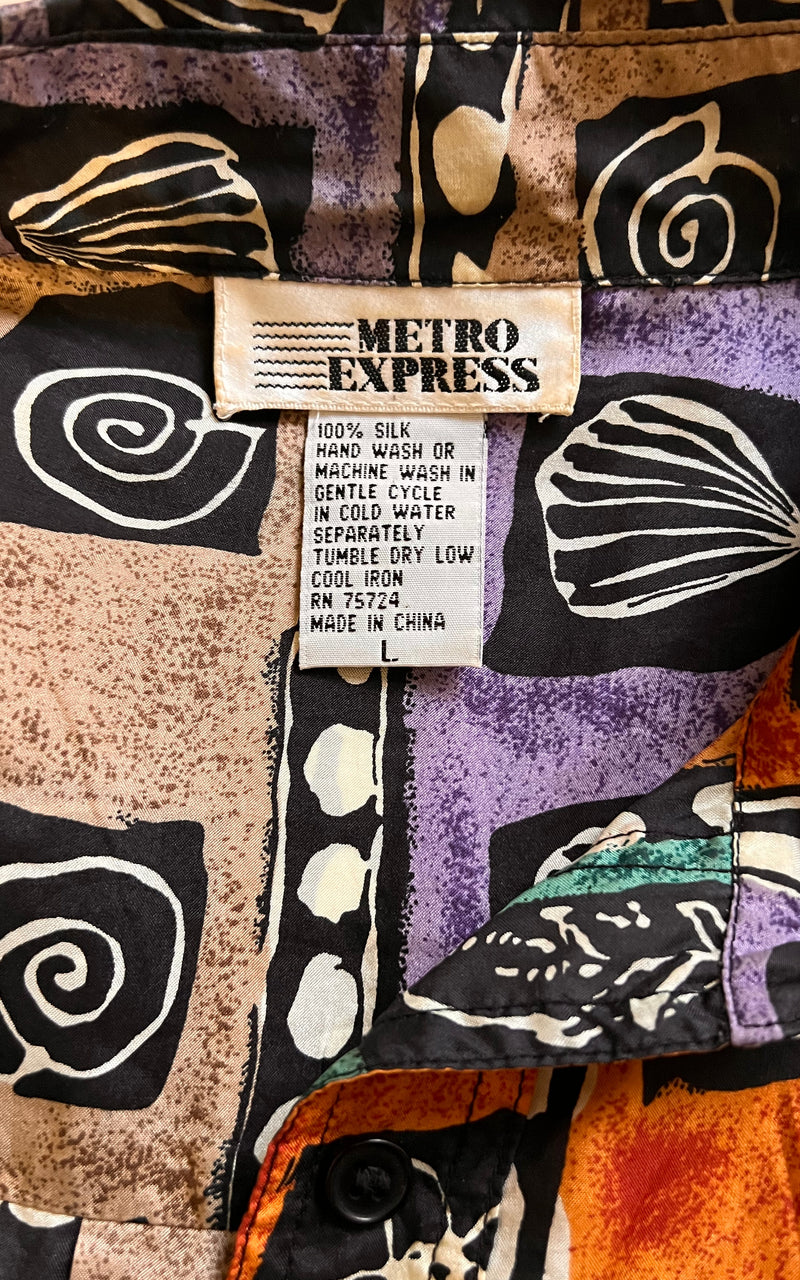 METRO
EXPRESS
100% SILK
HAND WASH OR
MACHINE WASH IN
GENTLE CYCLE
IN COLD WATER
SEPARATELY
TUMBLE DRY LOW
COOL IRON
RN 75724
MADE IN CHINA
L